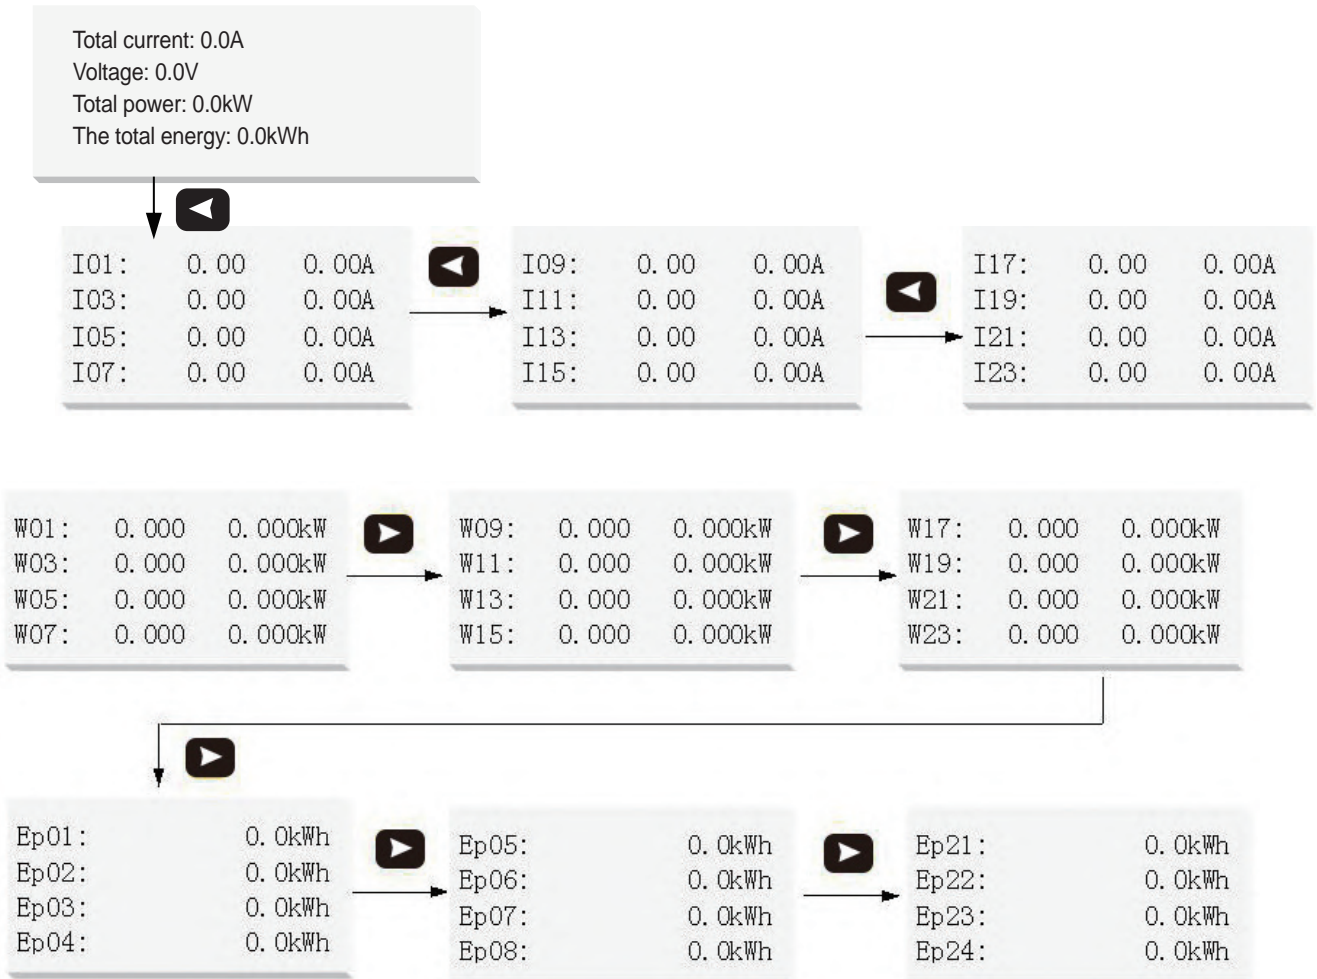 Total current: 0.0A
Voltage: 0.0V
Total power: 0.0kW
The total energy: 0.0kWh
I01: 0.00 0.00A
I03: 0.00 0.00A
I05: 0.00 0.00A
I07: 0.00 0.00A
I09: 0.00 0.00A
I11: 0.00 0.00A
I13: 0.00 0.00A
I15: 0.00 0.00A
I17: 0.00 0.00A
I19: 0.00 0.00A
I21: 0.00 0.00A
I23: 0.00 0.00A
W01: 0.000 0.000kW
W03: 0.000 0.000kW
W05: 0.000 0.000kW
W07: 0.000 0.000kW
W09: 0.000 0.000kW
W11: 0.000 0.000kW
W13: 0.000 0.000kW
W15: 0.000 0.000kW
W17: 0.000 0.000kW
W19: 0.000 0.000kW
W21: 0.000 0.000kW
W23: 0.000 0.000kW
Ep01: 0.0kWh
Ep02: 0.0kWh
Ep03: 0.0kWh
Ep04: 0.0kWh
Ep05: 0.0kWh
Ep06: 0.0kWh
Ep07: 0.0kWh
Ep08: 0.0kWh
Ep21: 0.0kWh
Ep22: 0.0kWh
Ep23: 0.0kWh
Ep24: 0.0kWh